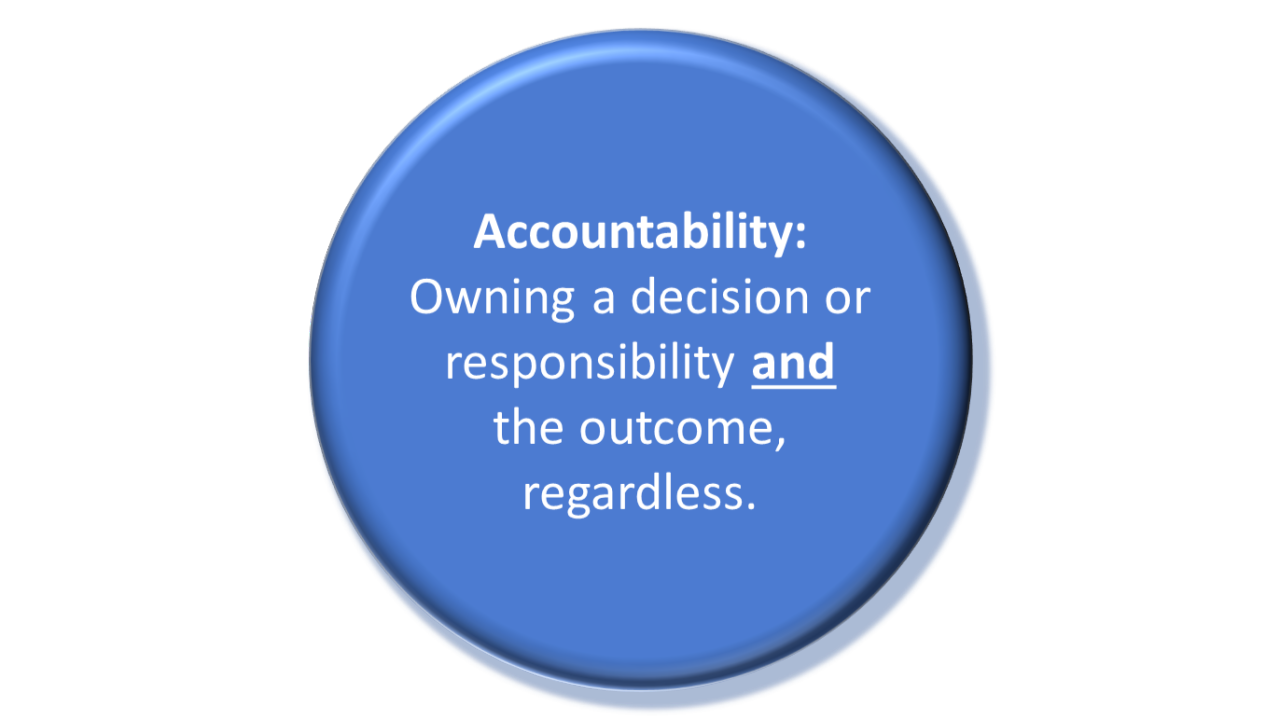 Accountability:
Owning a decision or
responsibility and
the outcome,
regardless.